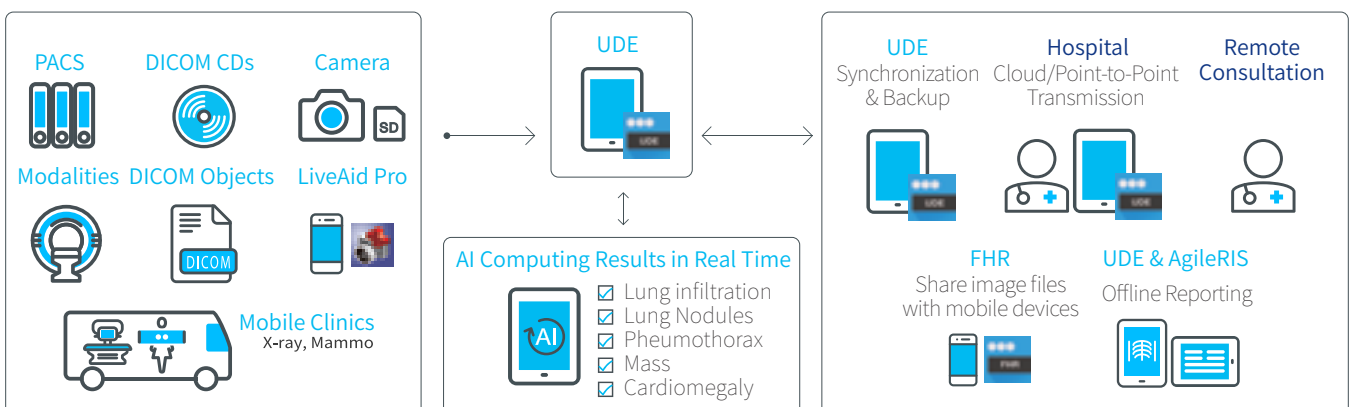 PACS
DICOM CDs
Camera
SD
Modalities
DICOM Objects
LiveAid Pro
DICOM
Mobile Clinics
X-ray, Mammo
UDE
UDE
AI Computing Results in Real Time
AI
Lung infiltration
Lung Nodules
Pheumothorax
Mass
Cardiomegaly
UDE
Synchronization
& Backup
UDE
Hospital
Cloud/Point-to-Point
Transmission
UDE
Remote
Consultation
FHR
Share image files
with mobile devices
FHR
UDE & AgileRIS
Offline Reporting